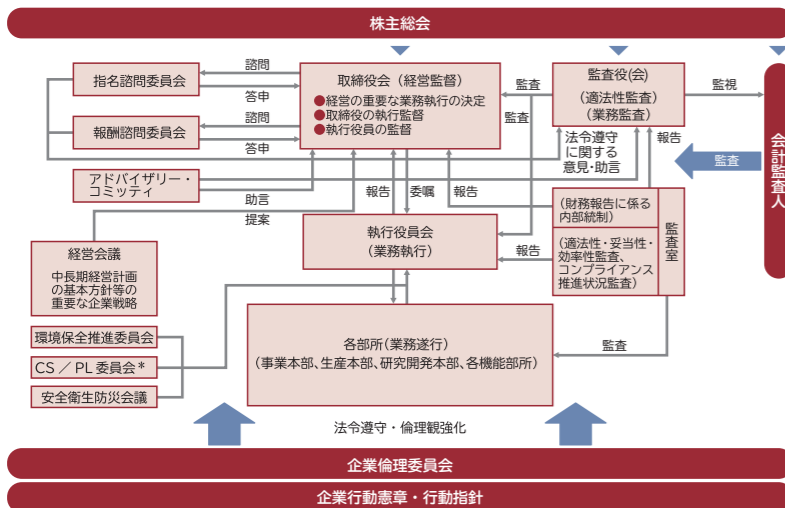 株主総会
指名諮問委員会
諮問
答申
報酬諮問委員会
諮問
答申
取締役会（経営監督）
●経営の重要な業務執行の決定
●取締役の執行監督
●執行役員の監督
監査
監査
監査役(会)
（適法性監査）
（業務監査）
監視
会計監査人
法令遵守
に関する
意見･助言
報告
監査
アドバイザリー・
コミッティ
助言
提案
報告
委嘱
報告
経営会議
中長期経営計画
の基本方針等の
重要な企業戦略
執行役員会
（業務執行）
報告
（財務報告に係る
内部統制）
（適法性・妥当性・
効率性監査、
コンプライアンス
推進状況監査）
監査室
環境保全推進委員会
CS／PL 委員会＊
安全衛生防災会議
各部所（業務遂行）
（事業本部、生産本部、研究開発本部、各機能部所）
監査
法令遵守・倫理観強化
企業倫理委員会
企業行動憲章・行動指針